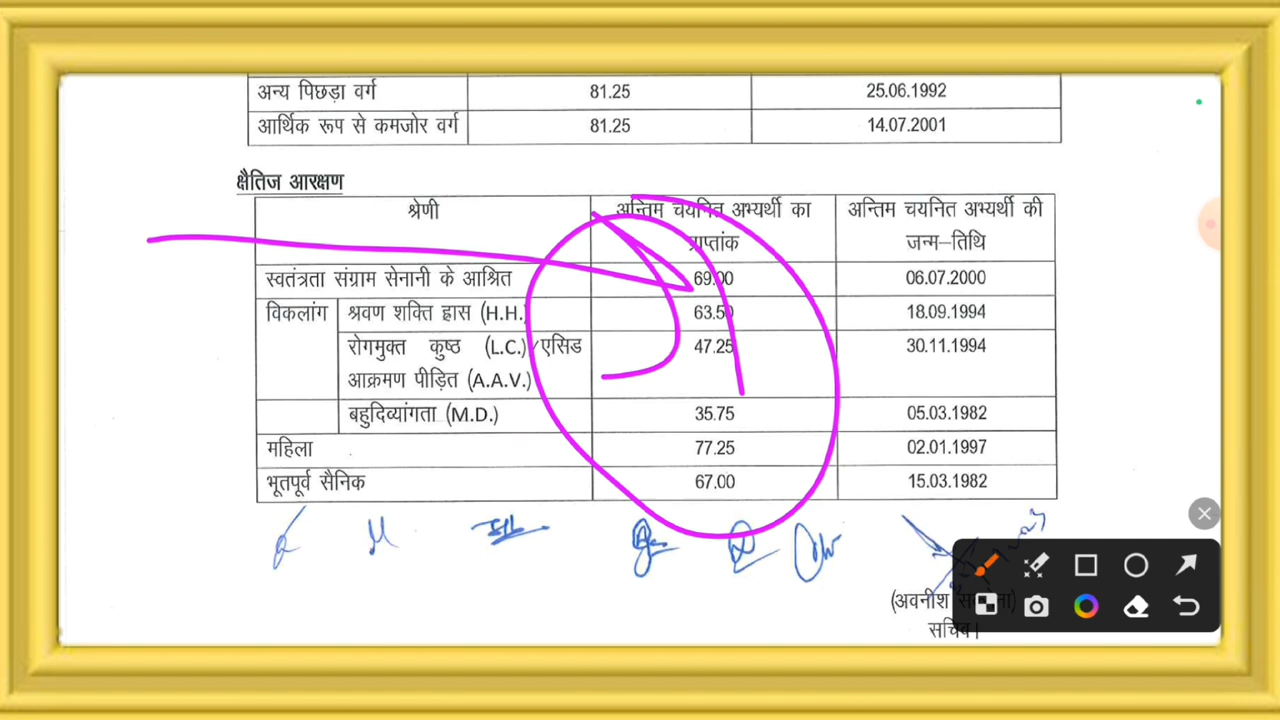 अन्य पिछड़ा वर्ग 81.25 25.06.1992
आर्थिक रूप से कमजोर वर्ग 81.25 14.07.2001
क्षैतिज आरक्षण
श्रेणी अन्तिम चयनित अभ्यर्थी का प्राप्तांक अन्तिम चयनित अभ्यर्थी की जन्म–तिथि
स्वतंत्रता संग्राम सेनानी के आश्रित 69.00 06.07.2000
विकलांग श्रवण शक्ति ह्रास (H.H.) 63.50 18.09.1994
रोगमुक्त कुष्ठ (L.C.)/एसिड 47.25 30.11.1994
आक्रमण पीड़ित (A.A.V.)
बहुदिव्यांगता (M.D.) 35.75 05.03.1982
महिला 77.25 02.01.1997
भूतपूर्व सैनिक 67.00 15.03.1982
(अवनीश
सचिव।